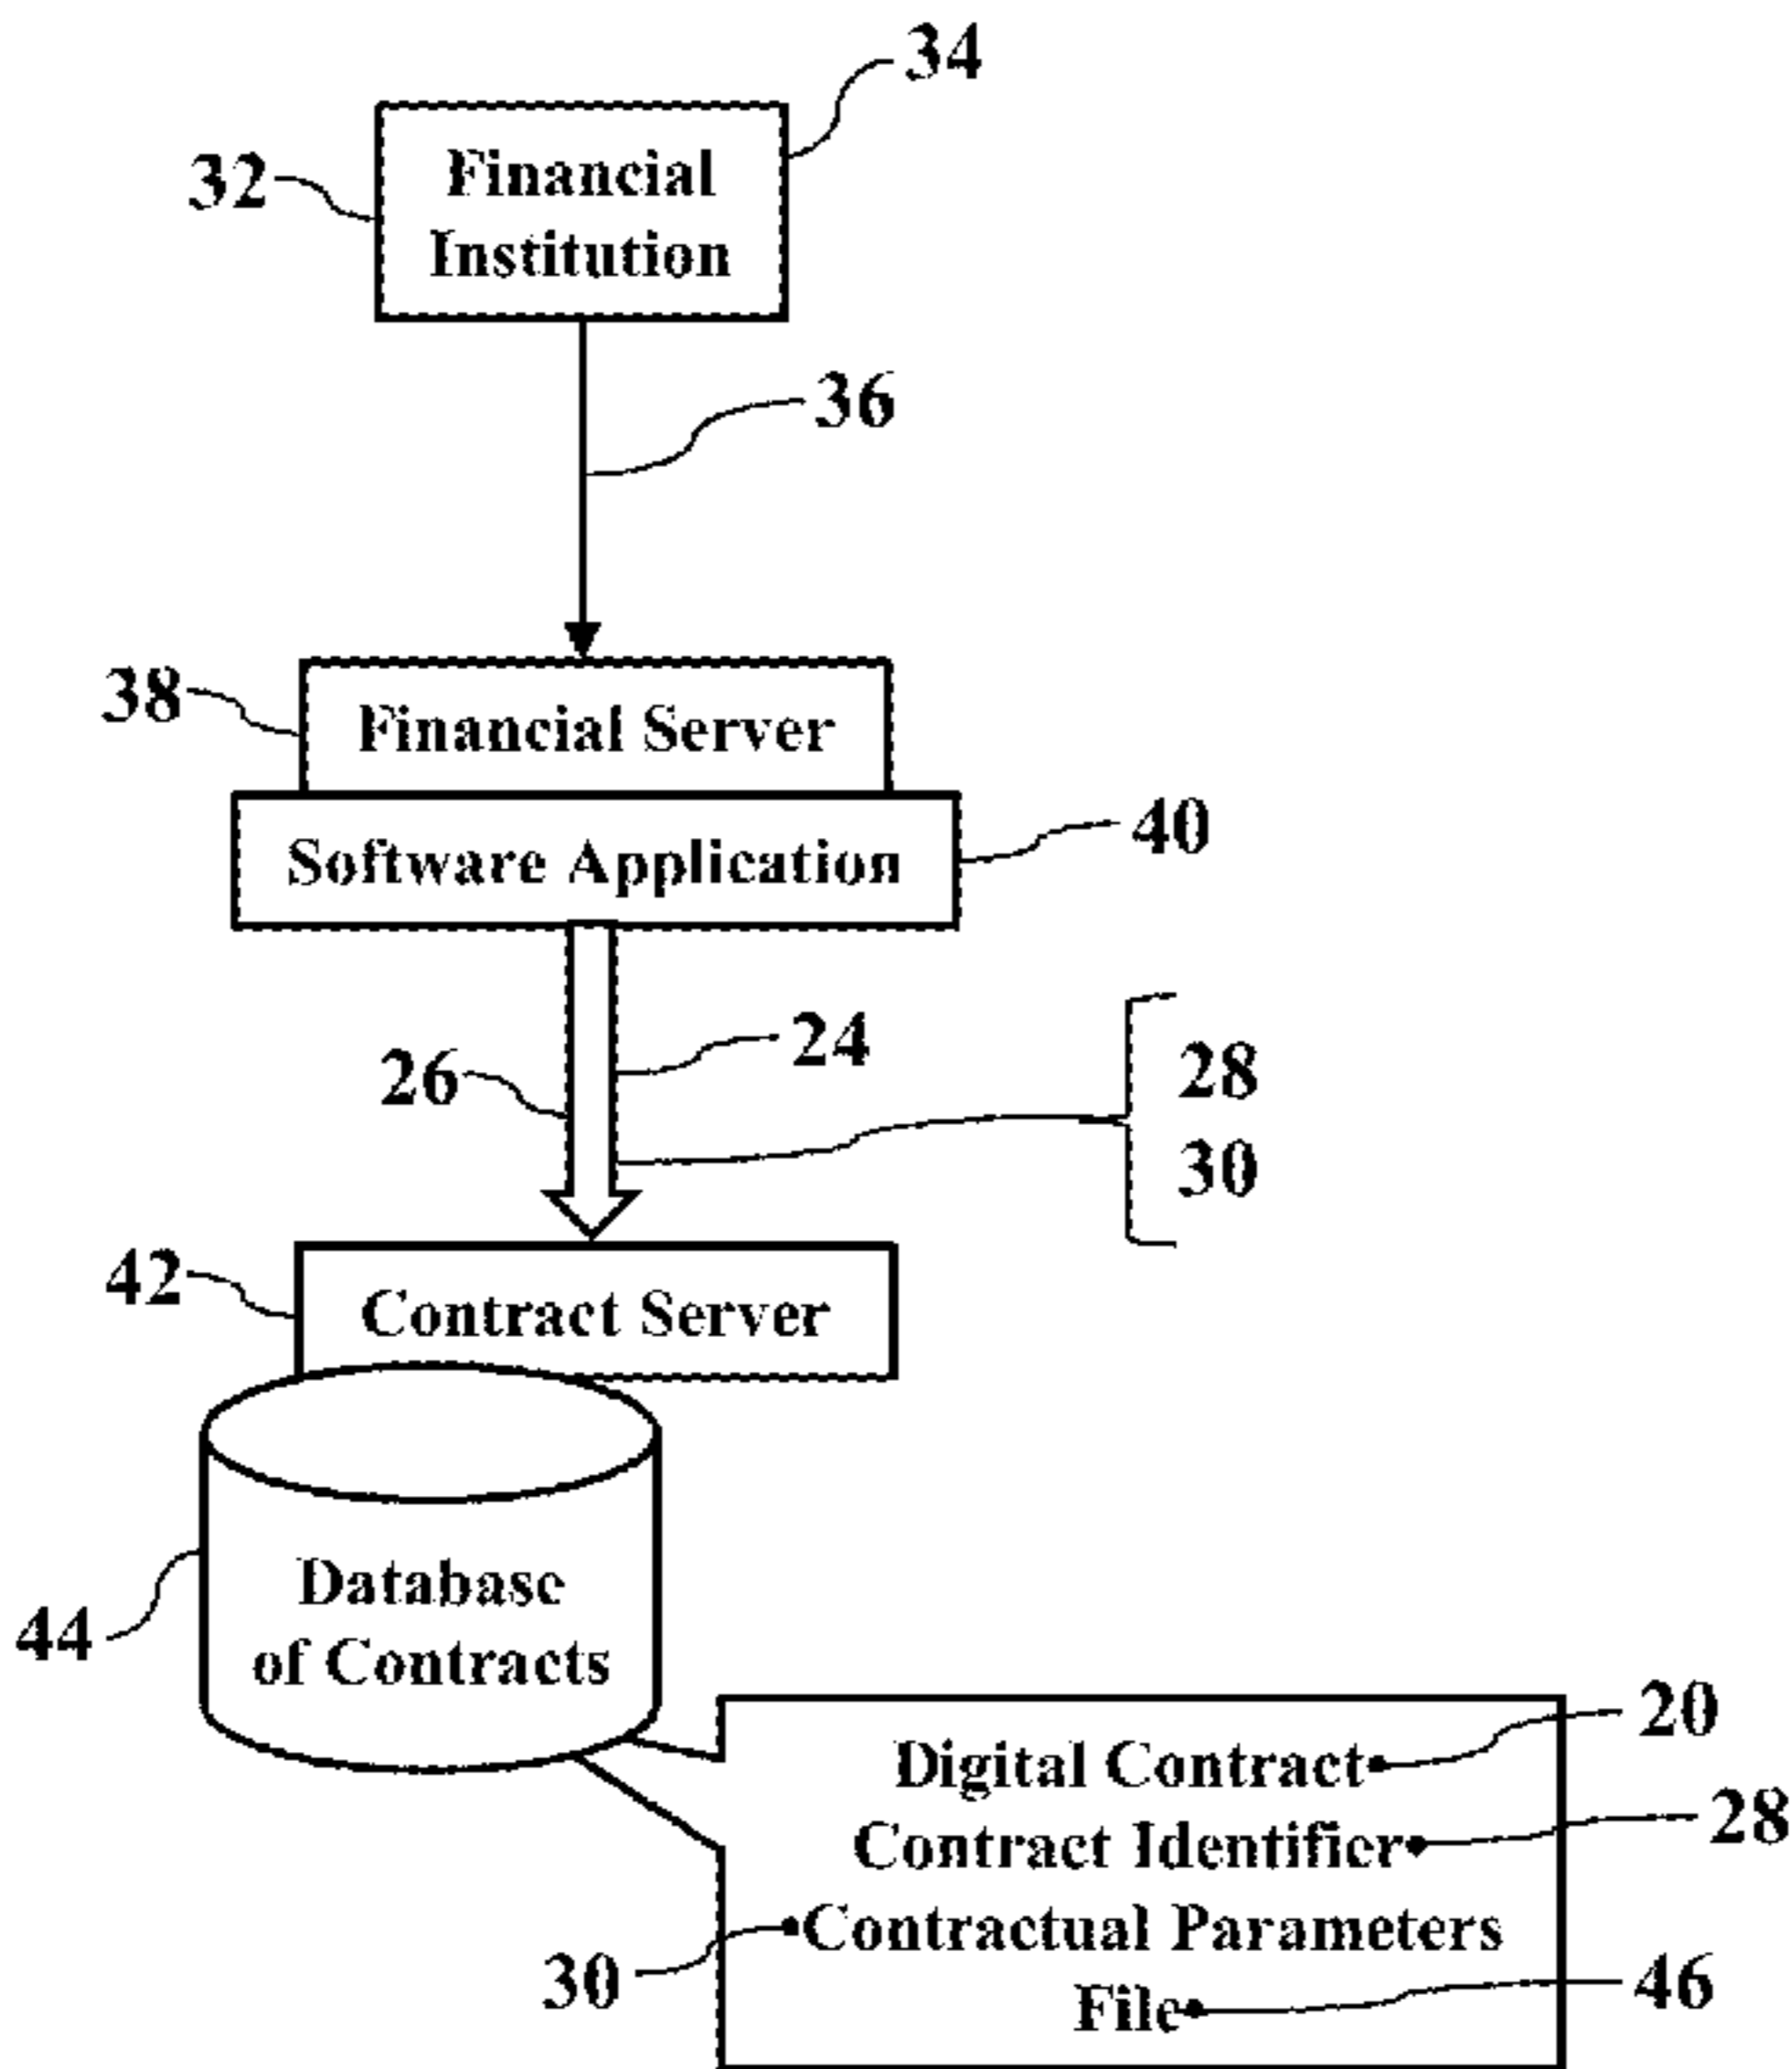 34
32
Financial
Institution
36
38
Financial Server
Software Application
40
24
26
28
30
42
Contract Server
44
Database
of Contracts
20
Digital Contract
28
Contract Identifier
Contractual Parameters
30
File
46